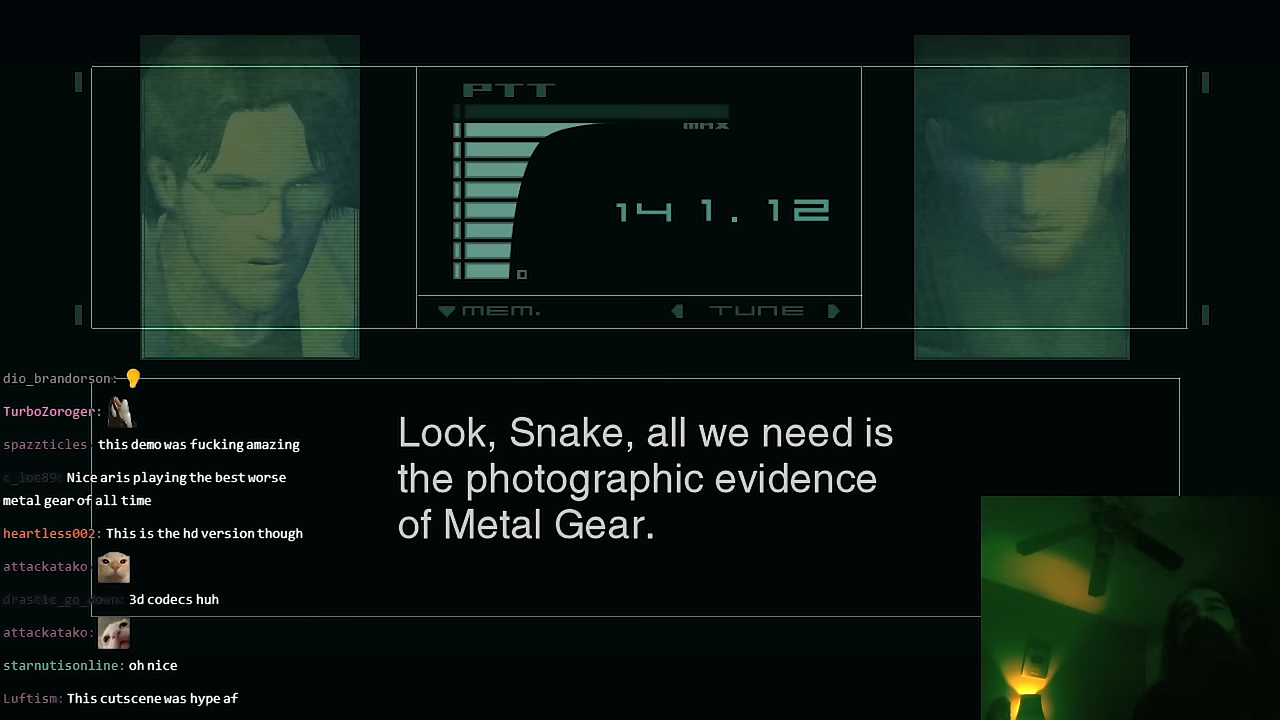 PTT
MAX
141.12
0
MEM.
TUNE
Look, Snake, all we need is
the photographic evidence
of Metal Gear.
dio_brandorson:
TurboZoroger:
spazzticles: this demo was fucking amazing
c_loc89: Nice aris playing the best worse
metal gear of all time
heartless002: This is the hd version though
attackatako:
drastic_go_down: 3d codecs huh
attackatako:
starnutisonline: oh nice
Luftism: This cutscene was hype af